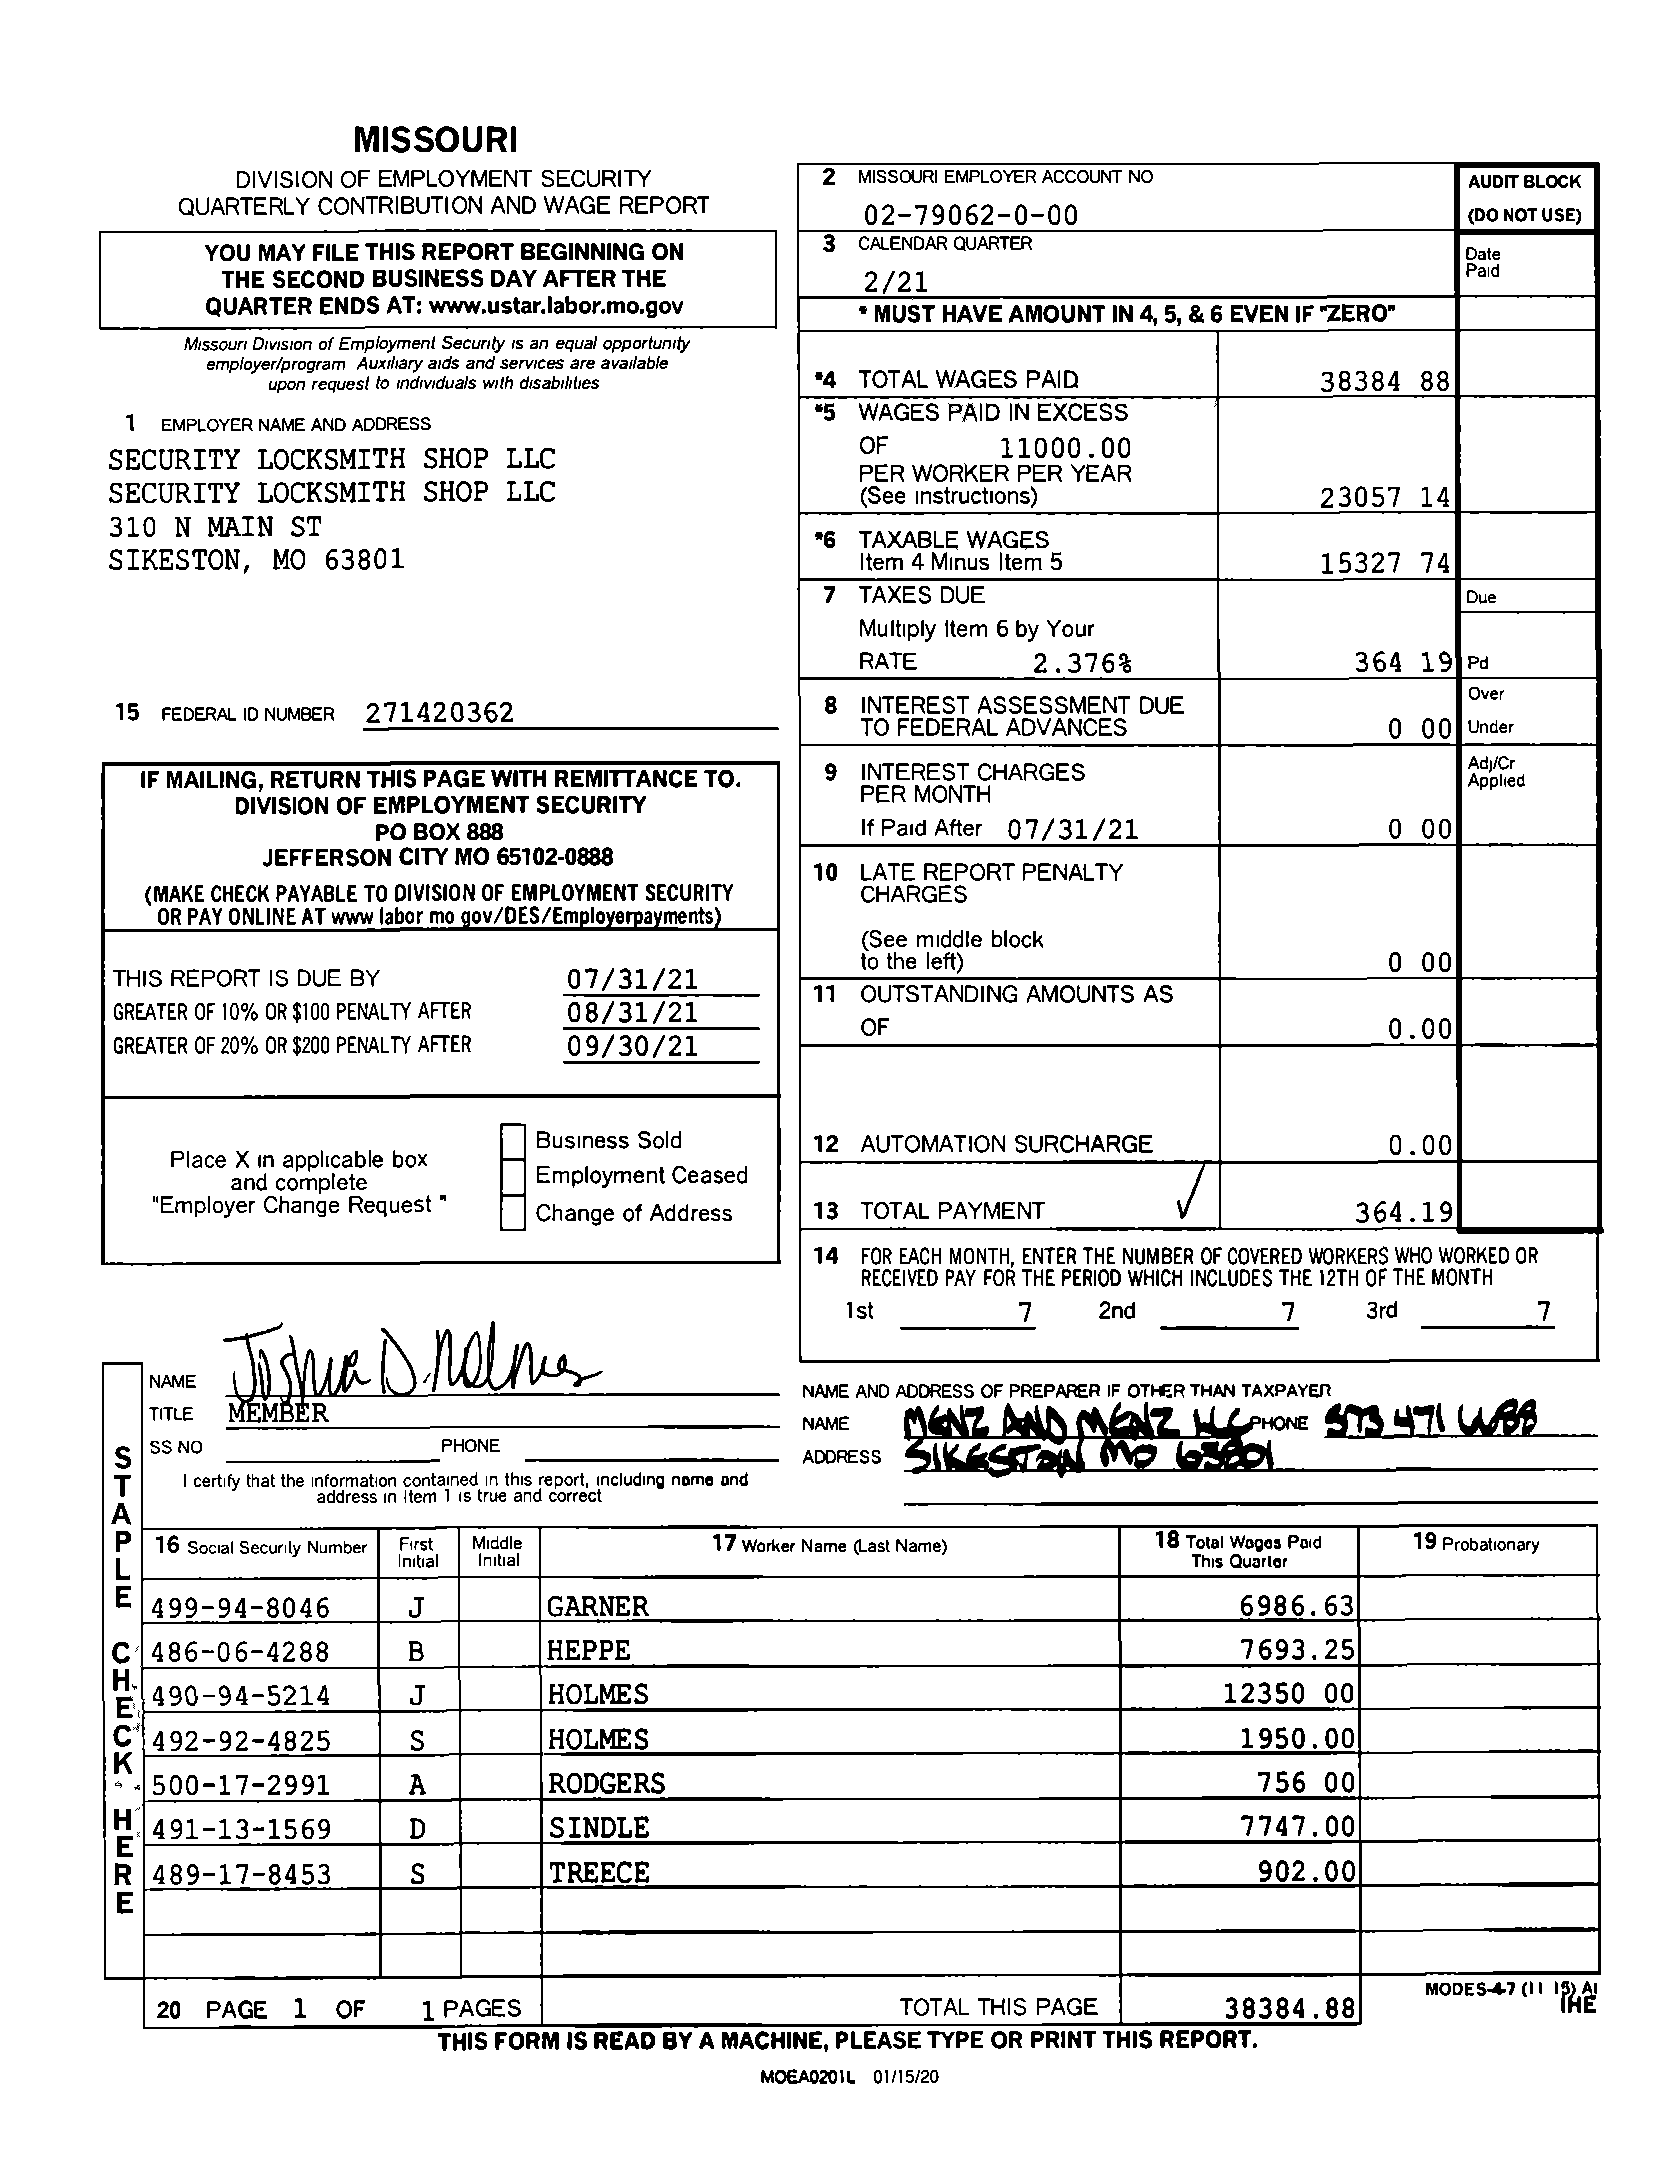 MISSOURI
DIVISION OF EMPLOYMENT SECURITY
QUARTERLY CONTRIBUTION AND WAGE REPORT
YOU MAY FILE THIS REPORT BEGINNING ON
THE SECOND BUSINESS DAY AFTER THE
QUARTER ENDS AT: www.ustar.labor.mo.gov
Missouri Division of Employment Security is an equal opportunity
employer/program Auxiliary aids and services are available
upon request to individuals with disabilities
1 EMPLOYER NAME AND ADDRESS
SECURITY LOCKSMITH SHOP LLC
SECURITY LOCKSMITH SHOP LLC
310 N MAIN ST
SIKESTON, MO 63801
15 FEDERAL ID NUMBER 271420362
IF MAILING, RETURN THIS PAGE WITH REMITTANCE TO.
DIVISION OF EMPLOYMENT SECURITY
PO BOX 888
JEFFERSON CITY MO 65102-0888
(MAKE CHECK PAYABLE TO DIVISION OF EMPLOYMENT SECURITY
OR PAY ONLINE AT www labor mo gov/DES/Employerpayments)
THIS REPORT IS DUE BY 07/31/21
GREATER OF 10% OR $100 PENALTY AFTER 08/31/21
GREATER OF 20% OR $200 PENALTY AFTER 09/30/21
Place X in applicable box
and complete
"Employer Change Request "
Business Sold
Employment Ceased
Change of Address
2 MISSOURI EMPLOYER ACCOUNT NO
02-79062-0-00
3 CALENDAR QUARTER
2/21
* MUST HAVE AMOUNT IN 4, 5, & 6 EVEN IF "ZERO"
*4 TOTAL WAGES PAID 38384 88
*5 WAGES PAID IN EXCESS
OF 11000.00
PER WORKER PER YEAR
(See instructions) 23057 14
*6 TAXABLE WAGES
Item 4 Minus Item 5 15327 74
7 TAXES DUE
Multiply Item 6 by Your
RATE 2.376% 364 19
8 INTEREST ASSESSMENT DUE
TO FEDERAL ADVANCES 0 00
9 INTEREST CHARGES
PER MONTH
If Paid After 07/31/21 0 00
10 LATE REPORT PENALTY
CHARGES
(See middle block
to the left) 0 00
11 OUTSTANDING AMOUNTS AS
OF 0.00
12 AUTOMATION SURCHARGE 0.00
13 TOTAL PAYMENT ✓ 364.19
AUDIT BLOCK
(DO NOT USE)
Date
Paid
Due
Pd
Over
Under
Adj/Cr
Applied
14 FOR EACH MONTH, ENTER THE NUMBER OF COVERED WORKERS WHO WORKED OR
RECEIVED PAY FOR THE PERIOD WHICH INCLUDES THE 12TH OF THE MONTH
1st 7 2nd 7 3rd 7
NAME Joshua D. Holmes
TITLE MEMBER
SS NO PHONE
I certify that the information contained in this report, including name and
address in Item 1 is true and correct
NAME AND ADDRESS OF PREPARER IF OTHER THAN TAXPAYER
NAME MENZ AND MENZ LLC PHONE 573 471
ADDRESS SIKESTON MO 63801
STAPLE CHECK HERE
16 Social Security Number First Initial Middle Initial 17 Worker Name (Last Name) 18 Total Wages Paid This Quarter 19 Probationary
499-94-8046 J GARNER 6986.63
486-06-4288 B HEPPE 7693.25
490-94-5214 J HOLMES 12350 00
492-92-4825 S HOLMES 1950.00
500-17-2991 A RODGERS 756 00
491-13-1569 D SINDLE 7747.00
489-17-8453 S TREECE 902.00
20 PAGE 1 OF 1 PAGES TOTAL THIS PAGE 38384.88
MODES-4-7 (11 15) AI
IHE
THIS FORM IS READ BY A MACHINE, PLEASE TYPE OR PRINT THIS REPORT.
MOEA0201L 01/15/20